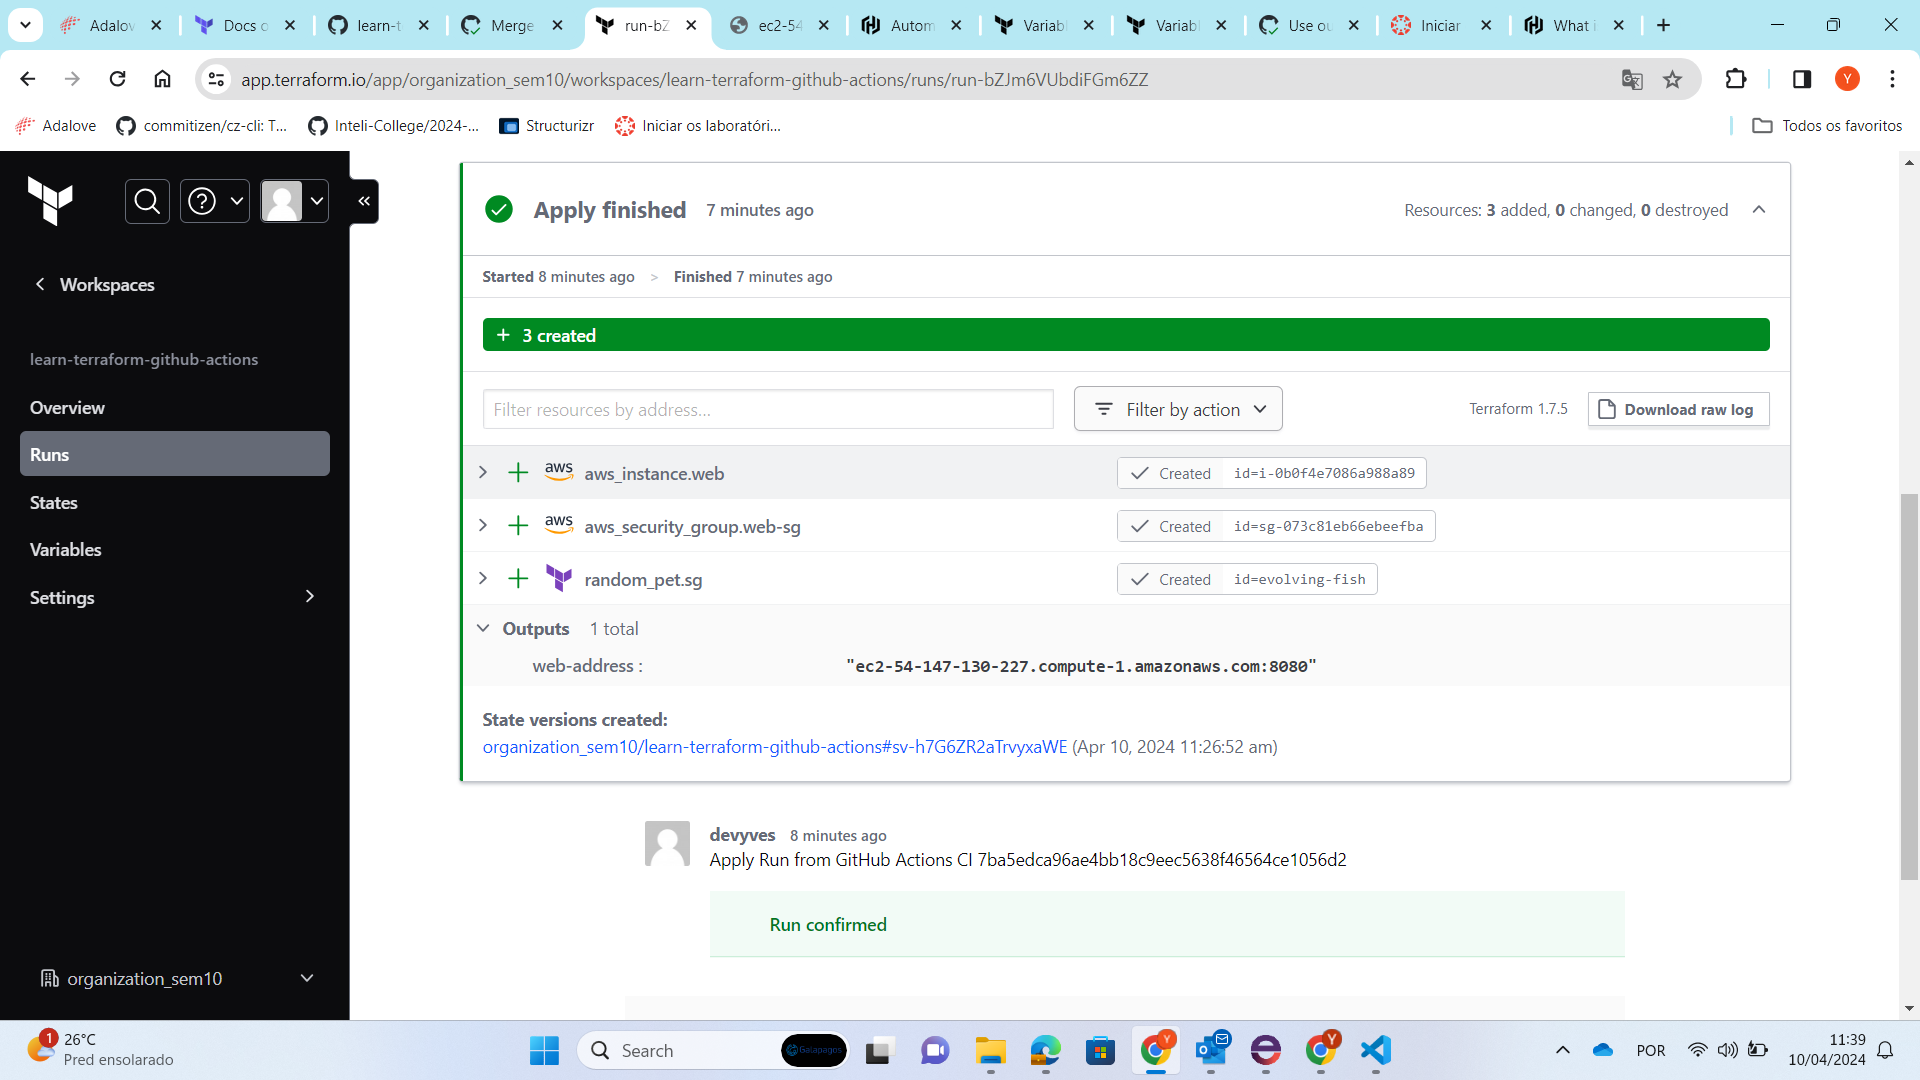 Adalov
Docs o
learn-t
Merge
run-bZ
ec2-54
Autom
Variabl
Variabl
Use ou
Iniciar
What i
app.terraform.io/app/organization_sem10/workspaces/learn-terraform-github-actions/runs/run-bZJm6VUbdiFGm6ZZ
Y
Adalove
commitizen/cz-cli: T...
Inteli-College/2024-...
Structurizr
Iniciar os laboratóri...
Todos os favoritos
Workspaces
learn-terraform-github-actions
Overview
Runs
States
Variables
Settings
organization_sem10
Apply finished 7 minutes ago
Resources: 3 added, 0 changed, 0 destroyed
Started 8 minutes ago > Finished 7 minutes ago
+ 3 created
Filter resources by address...
Filter by action
Terraform 1.7.5
Download raw log
aws aws_instance.web Created id=i-0b0f4e7086a988a89
aws aws_security_group.web-sg Created id=sg-073c81eb66ebeefba
random_pet.sg Created id=evolving-fish
Outputs 1 total
web-address : "ec2-54-147-130-227.compute-1.amazonaws.com:8080"
State versions created:
organization_sem10/learn-terraform-github-actions#sv-h7G6ZR2aTrvyxaWE (Apr 10, 2024 11:26:52 am)
devyves 8 minutes ago
Apply Run from GitHub Actions CI 7ba5edca96ae4bb18c9eec5638f46564ce1056d2
Run confirmed
1
26°C
Pred ensolarado
Search
Galapagos
Y
Y
POR
11:39
10/04/2024